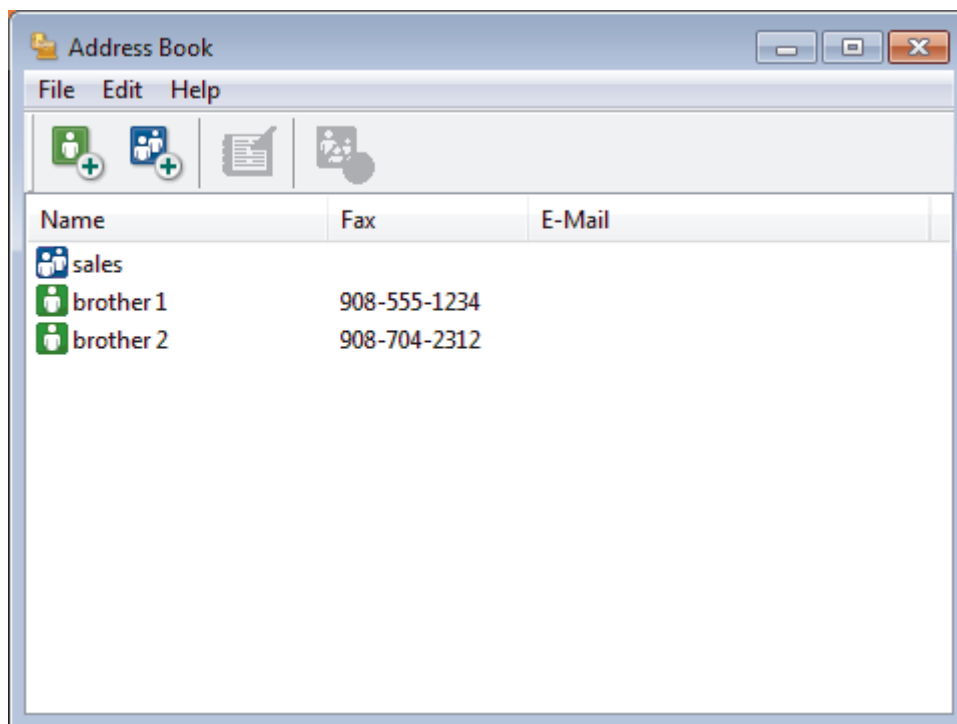 Address Book
File Edit Help
Name Fax E-Mail
sales
brother 1 908-555-1234
brother 2 908-704-2312